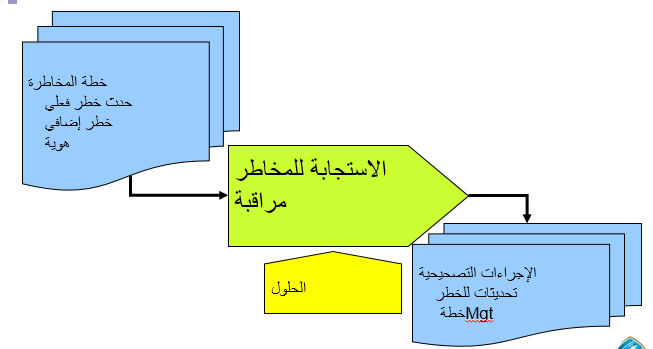 خطة المخاطرة
حدث خطر فعلي
خطر إضافي
هوية
الاستجابة للمخاطر
مراقبة
الحلول
الإجراءات التصحيحية
تحديثات للخطر
خطةMgt